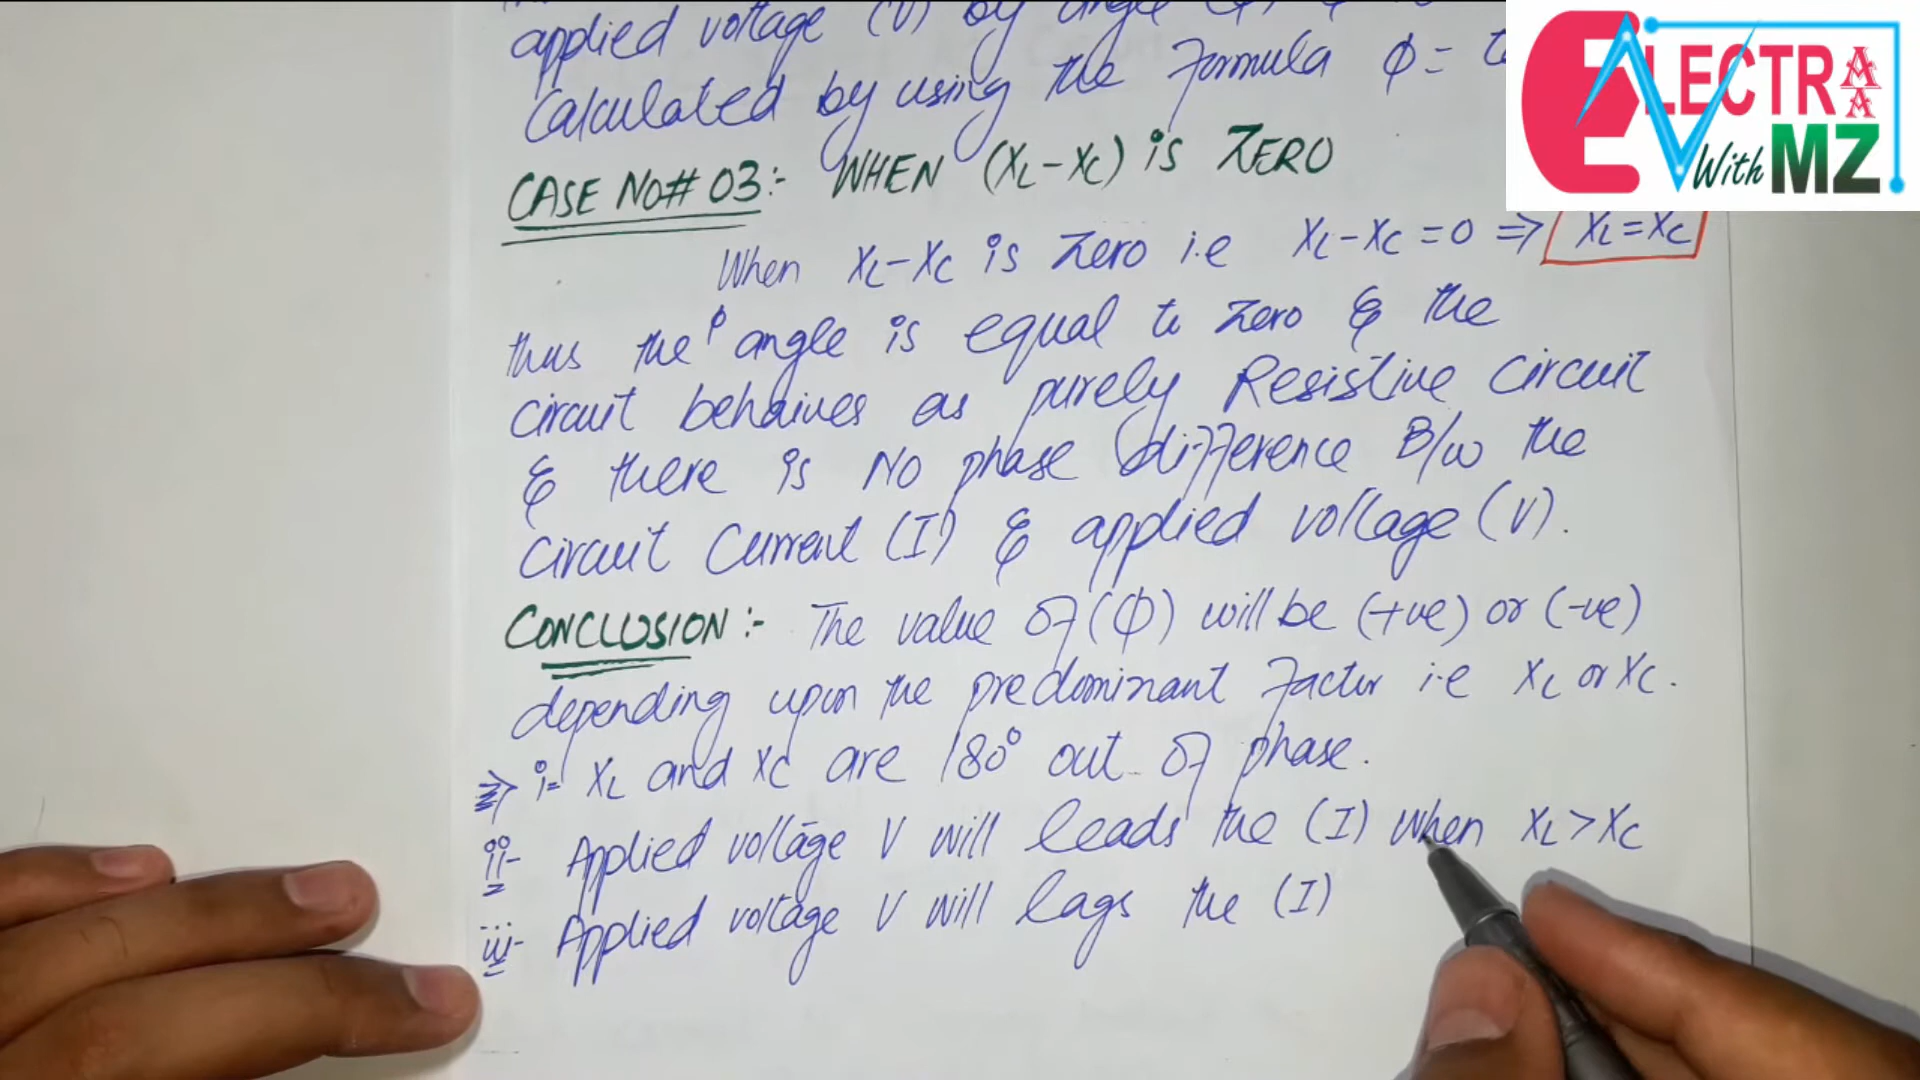 applied voltage (V) by angle (φ) &
calculated by using the Formula φ =
ELECTRAAAA
With MZ
CASE NO# 03:- WHEN (XL-XC) is ZERO
When XL-XC is Zero i.e XL-XC=0 ⇒ XL=XC
thus the φ angle is equal to Zero & the
circuit behaives as purely Resistive circuit
& there is No phase difference B/w the
circuit Current (I) & applied voltage (V).
CONCLUSION:- The value of (φ) will be (+ve) or (-ve)
depending upon the predominant Factor i.e XL or XC.
⇒ i- XL and XC are 180° out of phase.
ii- Applied voltage V will leads the (I) when XL>XC
iii- Applied voltage V will lags the (I)